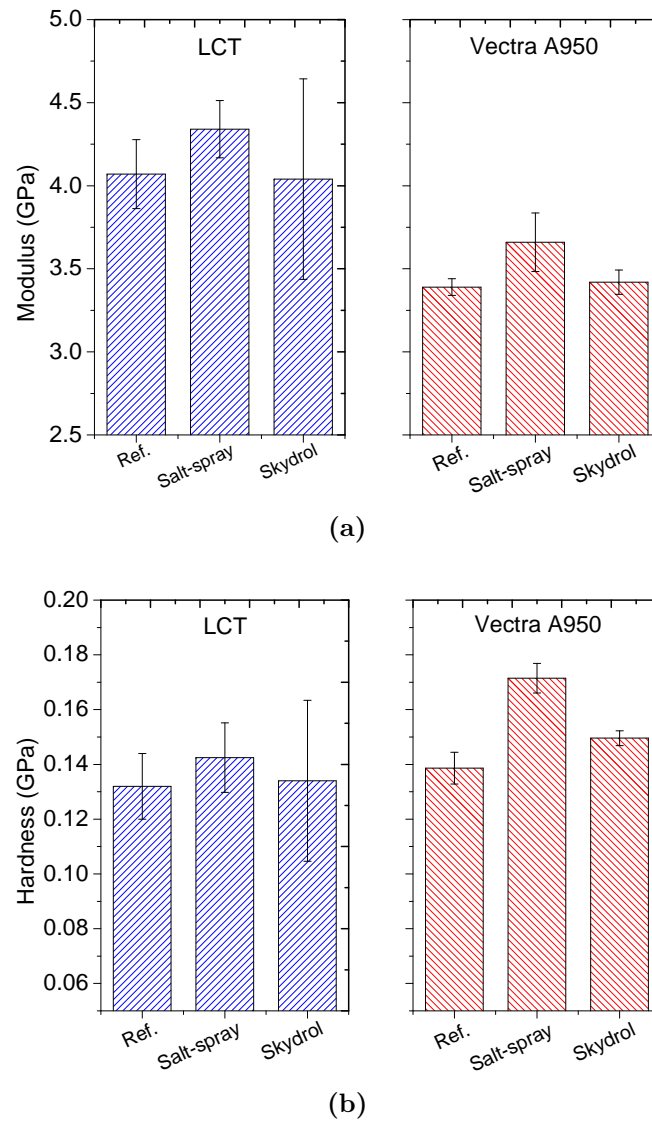 5.0
4.5
4.0
3.5
3.0
2.5
Modulus (GPa)
LCT
Vectra A950
Ref.
Salt-spray
Skydrol
Ref.
Salt-spray
Skydrol
(a)
0.20
0.18
0.16
0.14
0.12
0.10
0.08
0.06
Hardness (GPa)
LCT
Vectra A950
Ref.
Salt-spray
Skydrol
Ref.
Salt-spray
Skydrol
(b)